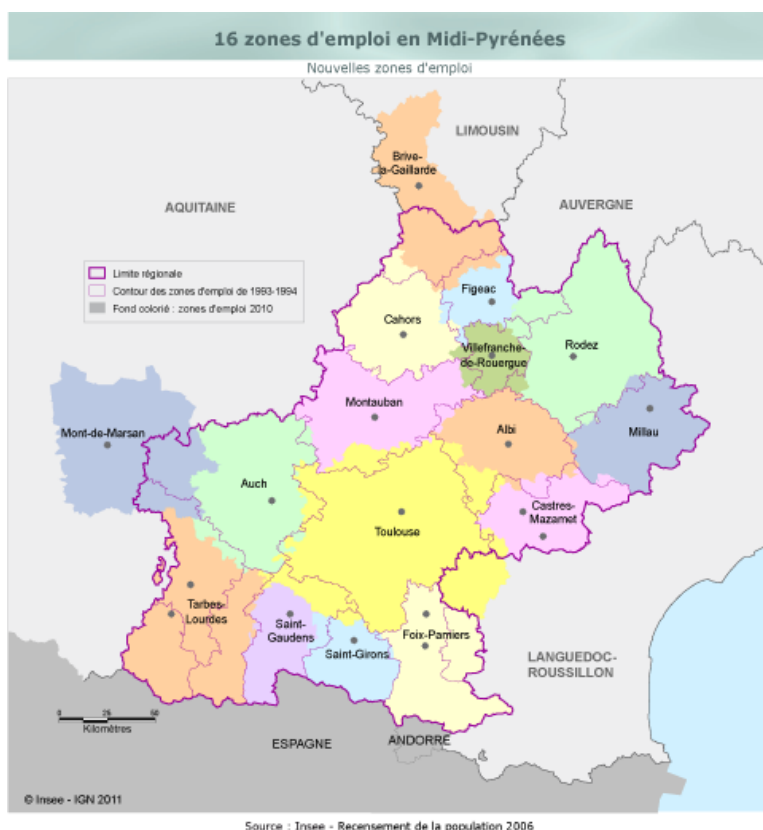 16 zones d'emploi en Midi-Pyrénées
Nouvelles zones d'emploi
LIMOUSIN
Brive-
la-Gaillarde
AQUITAINE
AUVERGNE
Limite régionale
Contour des zones d'emploi de 1993-1994
Fond colorié : zones d'emploi 2010
Figeac
Cahors
Villefranche-
de-Rouergue
Rodez
Montauban
Mont-de-Marsan
Albi
Millau
Auch
Castres-
Mazamet
Toulouse
Tarbes-
Lourdes
Saint-
Gaudens
Saint-Girons
Foix-Pamiers
LANGUEDOC-
ROUSSILLON
0 25 50
Kilomètres
ESPAGNE
ANDORRE
© Insee - IGN 2011
Source : Insee - Recensement de la population 2006